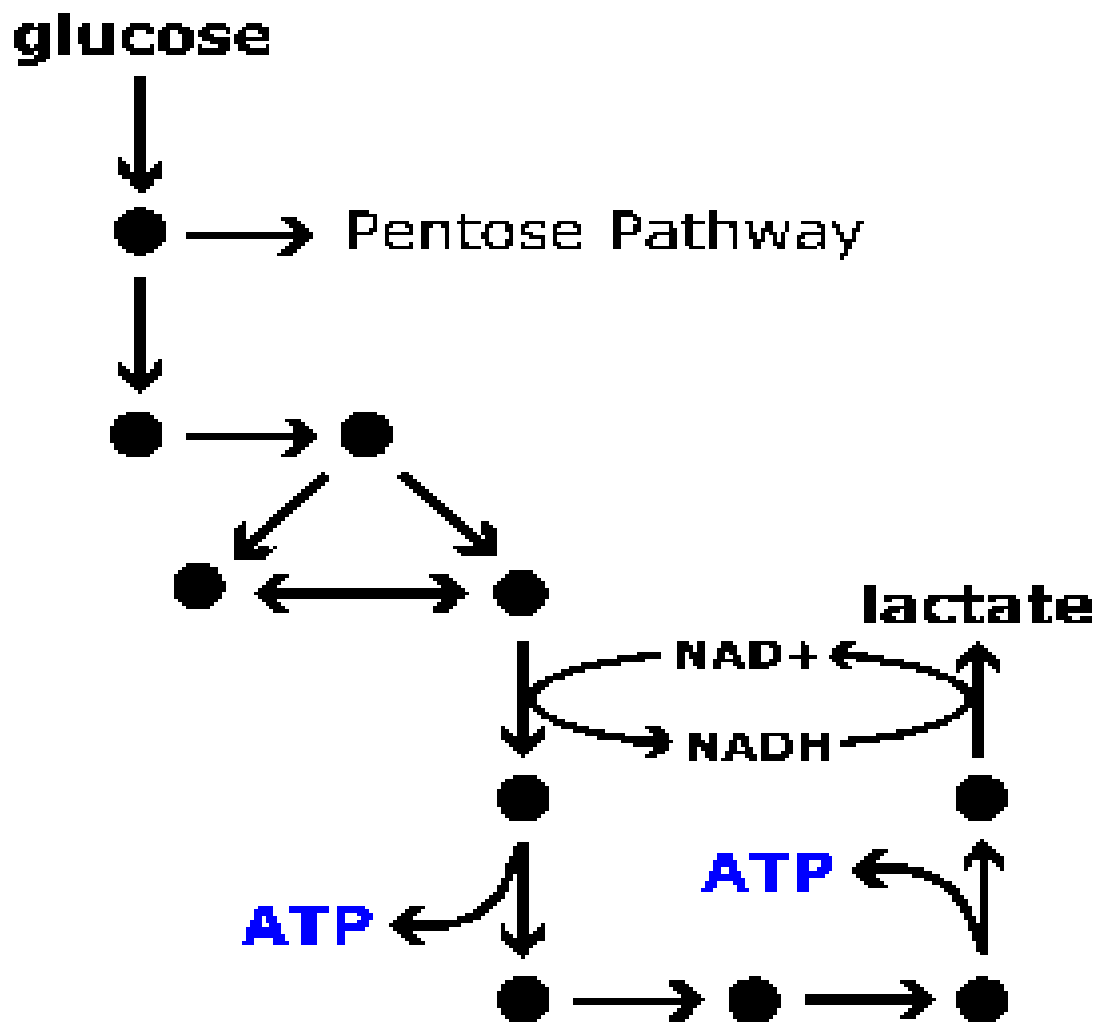 glucose
Pentose Pathway
lactate
NAD+
NADH
ATP
ATP